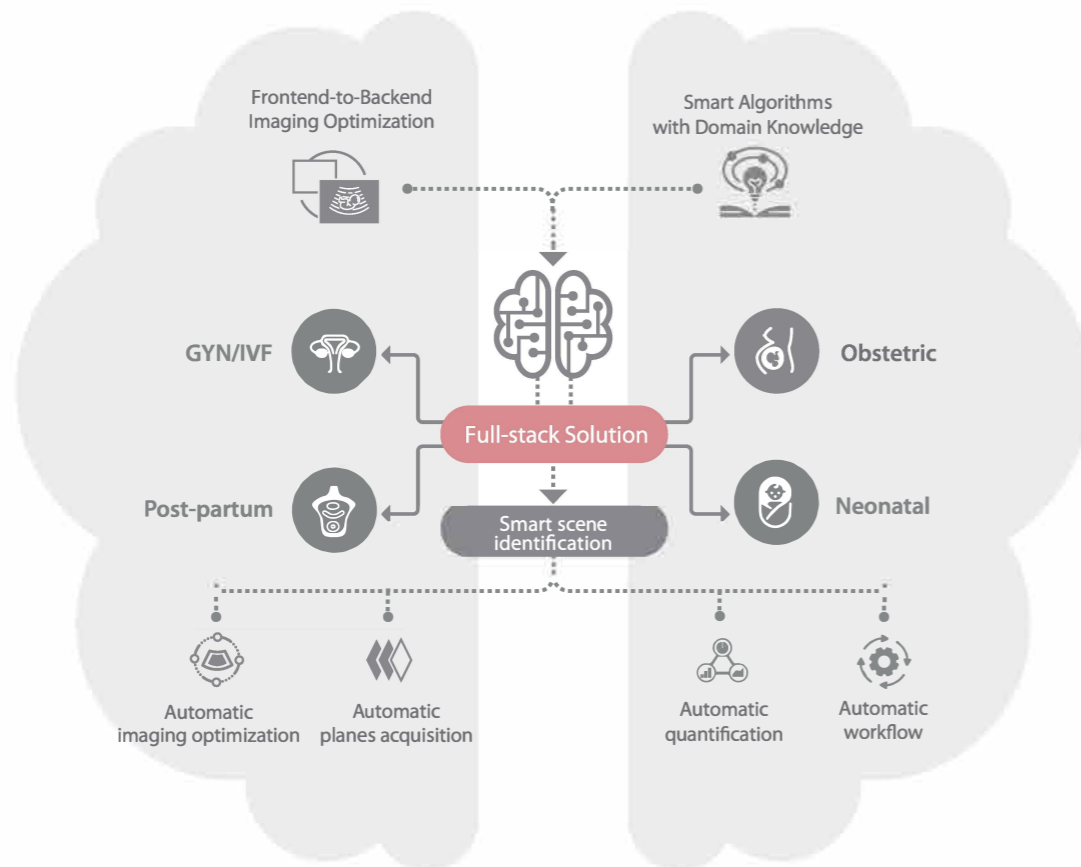 Frontend-to-Backend
Imaging Optimization
Smart Algorithms
with Domain Knowledge
GYN/IVF
Obstetric
Full-stack Solution
Post-partum
Neonatal
Smart scene
identification
Automatic
imaging optimization
Automatic
planes acquisition
Automatic
quantification
Automatic
workflow